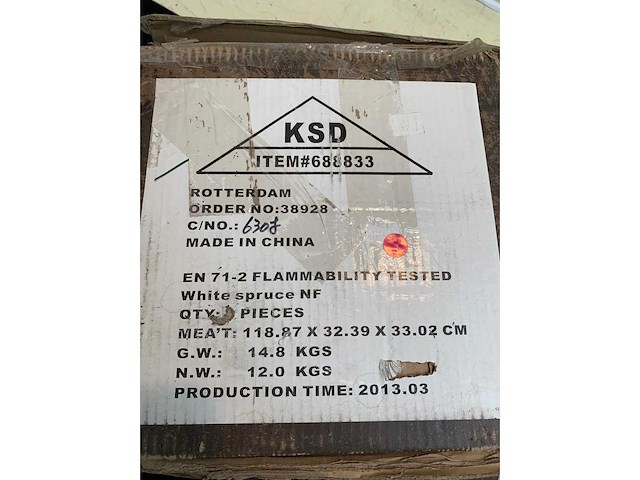 KSD
ITEM#688833
ROTTERDAM
ORDER NO:38928
C/NO.: 6308
MADE IN CHINA
EN 71-2 FLAMMABILITY TESTED
White spruce NF
QTY: PIECES
MEA'T: 118.87 X 32.39 X 33.02 CM
G.W.: 14.8 KGS
N.W.: 12.0 KGS
PRODUCTION TIME: 2013.03